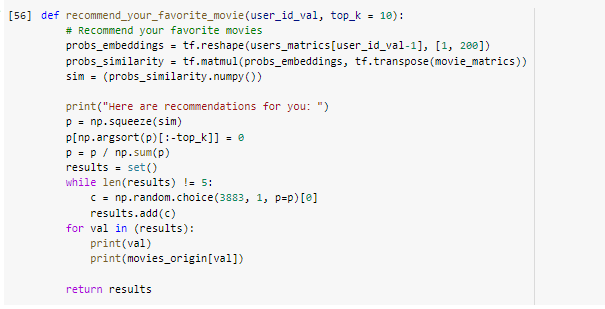 [56] def recommend_your_favorite_movie(user_id_val, top_k = 10):
# Recommend your favorite movies
probs_embeddings = tf.reshape(users_matrics[user_id_val-1], [1, 200])
probs_similarity = tf.matmul(probs_embeddings, tf.transpose(movie_matrics))
sim = (probs_similarity.numpy())
print("Here are recommendations for you: ")
p = np.squeeze(sim)
p[np.argsort(p)[:-top_k]] = 0
p = p / np.sum(p)
results = set()
while len(results) != 5:
c = np.random.choice(3883, 1, p=p)[0]
results.add(c)
for val in (results):
print(val)
print(movies_origin[val])
return results